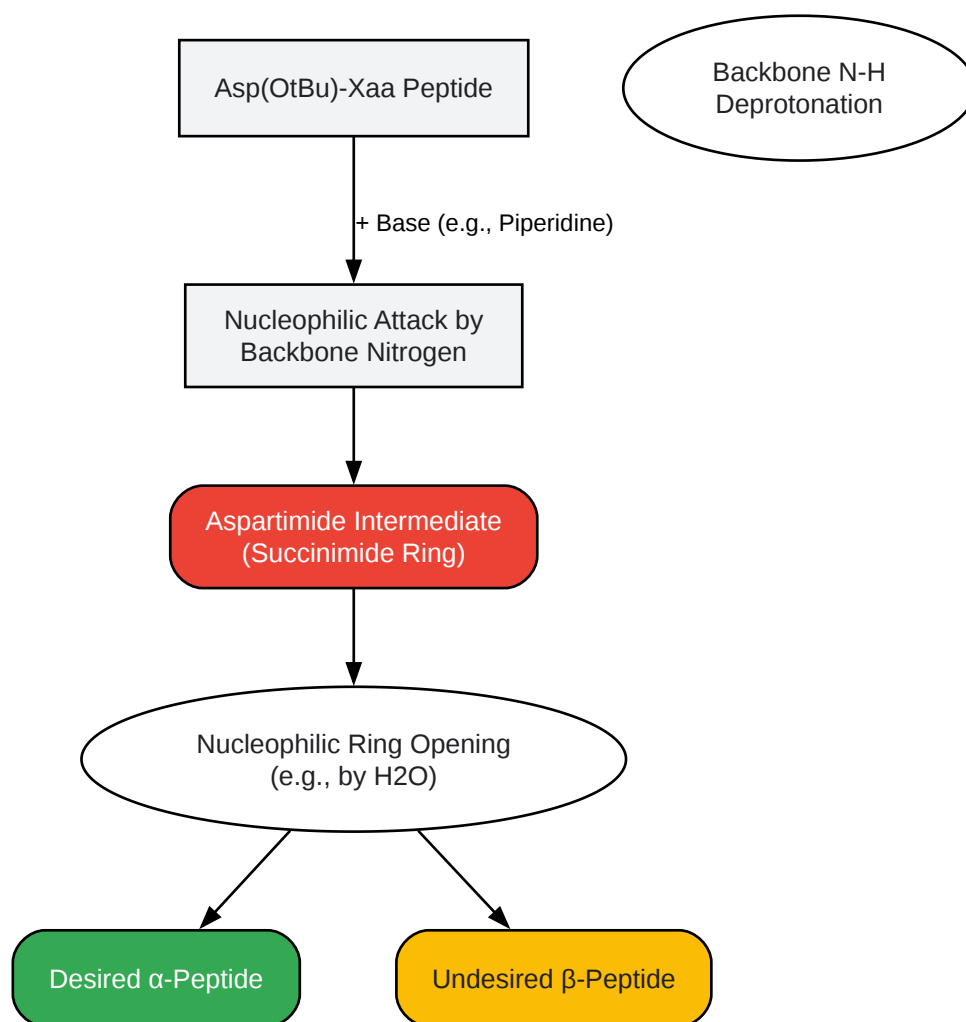 Asp(OtBu)-Xaa Peptide
Backbone N-H
Deprotonation
+ Base (e.g., Piperidine)
Nucleophilic Attack by
Backbone Nitrogen
Aspartimide Intermediate
(Succinimide Ring)
Nucleophilic Ring Opening
(e.g., by H2O)
Desired α-Peptide
Undesired β-Peptide